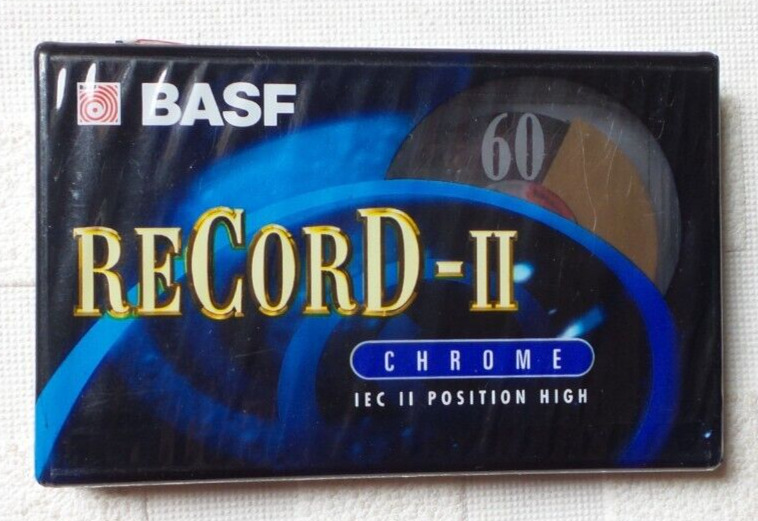 BASF
60
RECORD-II
CHROME
IEC II POSITION HIGH